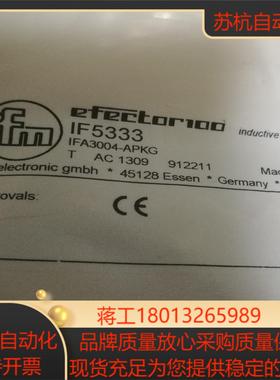 苏杭自动
ifm
efector100
inductive
IF5333
IFA3004-APKG
T AC 1309 912211
Mad
electronic gmbh * 45128 Essen * Germany *
rovals:
CE
蒋工18013265989
自动化 品牌质量放心采购质量保
开票 现货充足为您提供稳定的